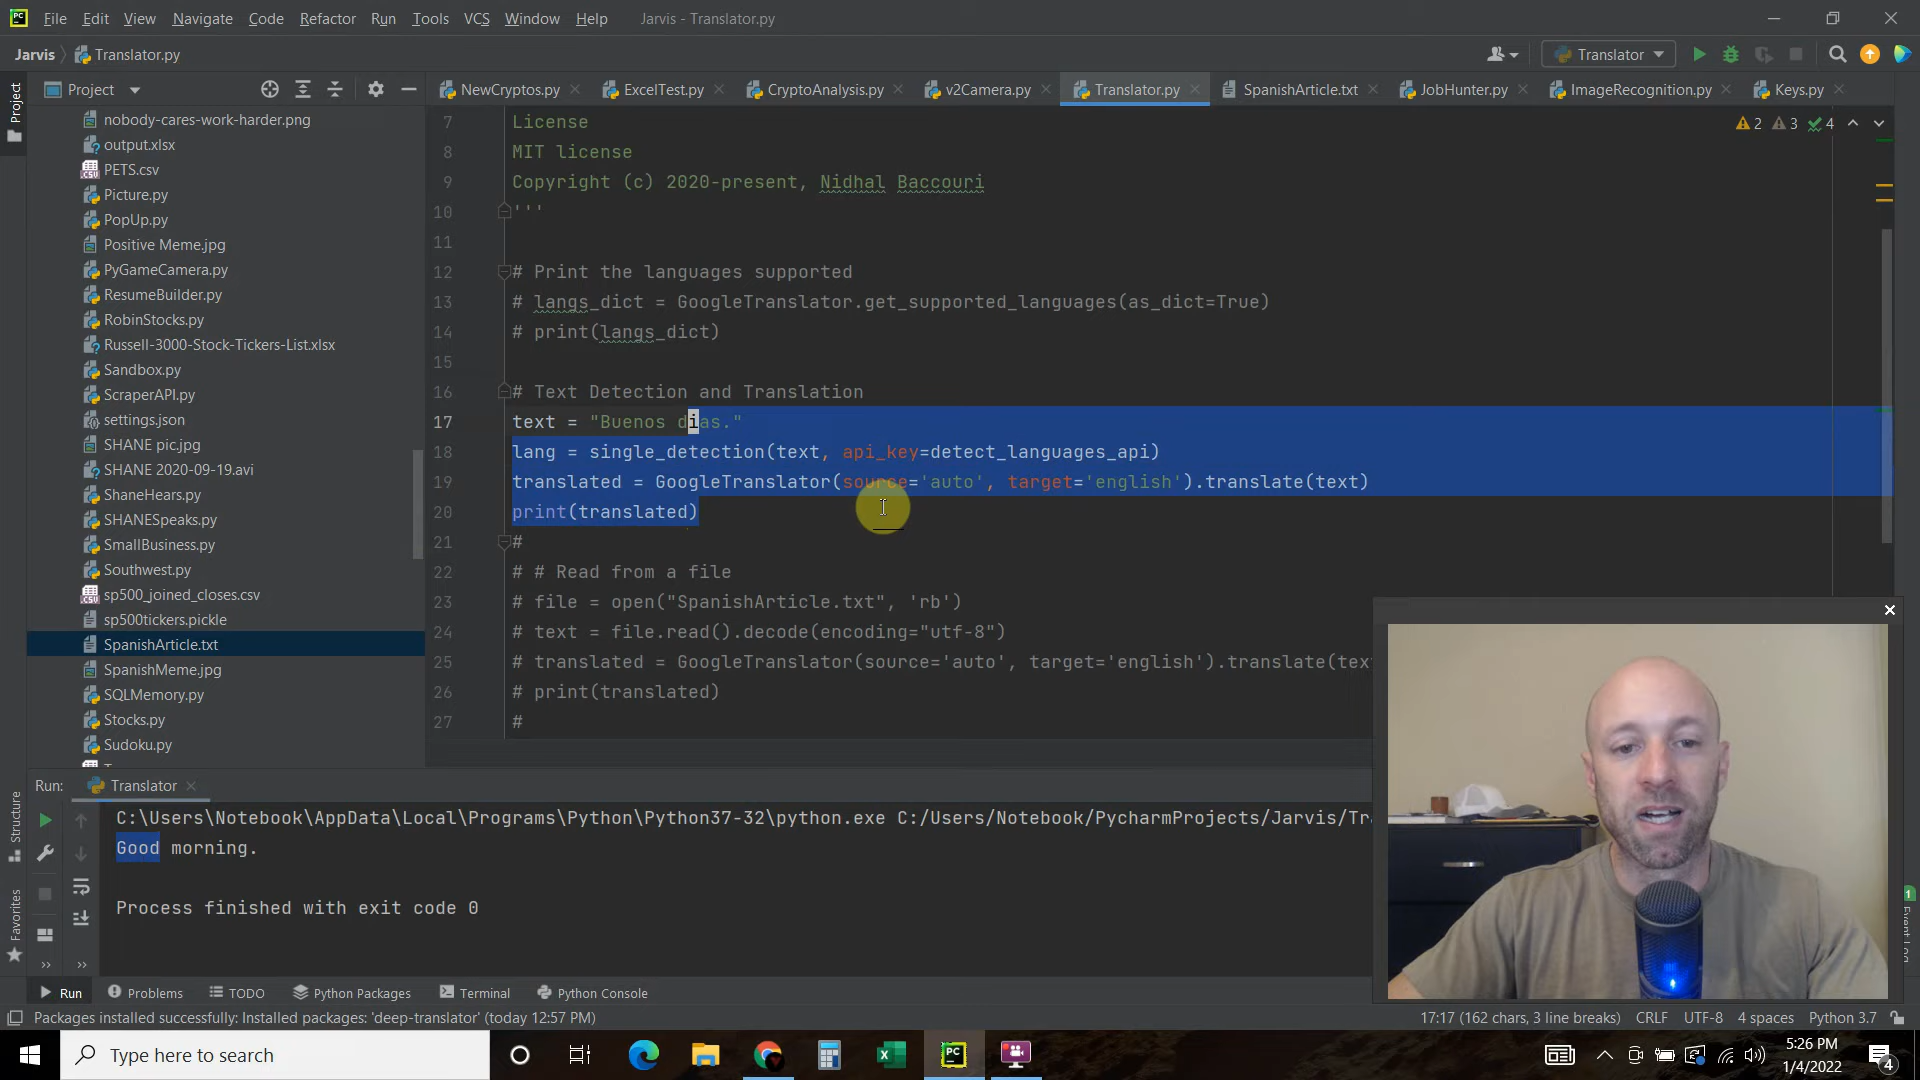 File Edit View Navigate Code Refactor Run Tools VCS Window Help Jarvis - Translator.py
Jarvis Translator.py Translator
Project
Project
NewCryptos.py ExcelTest.py CryptoAnalysis.py v2Camera.py Translator.py SpanishArticle.txt JobHunter.py ImageRecognition.py Keys.py
nobody-cares-work-harder.png
output.xlsx
PETS.csv
Picture.py
PopUp.py
Positive Meme.jpg
PyGameCamera.py
ResumeBuilder.py
RobinStocks.py
Russell-3000-Stock-Tickers-List.xlsx
Sandbox.py
ScraperAPI.py
settings.json
SHANE pic.jpg
SHANE 2020-09-19.avi
ShaneHears.py
SHANESpeaks.py
SmallBusiness.py
Southwest.py
sp500_joined_closes.csv
sp500tickers.pickle
SpanishArticle.txt
SpanishMeme.jpg
SQLMemory.py
Stocks.py
Sudoku.py
2 3 4
7 License
8 MIT license
9 Copyright (c) 2020-present, Nidhal Baccouri
10 '''
11
12 # Print the languages supported
13 # langs_dict = GoogleTranslator.get_supported_languages(as_dict=True)
14 # print(langs_dict)
15
16 # Text Detection and Translation
17 text = "Buenos dias."
18 lang = single_detection(text, api_key=detect_languages_api)
19 translated = GoogleTranslator(source='auto', target='english').translate(text)
20 print(translated)
21 #
22 # # Read from a file
23 # file = open("SpanishArticle.txt", 'rb')
24 # text = file.read().decode(encoding="utf-8")
25 # translated = GoogleTranslator(source='auto', target='english').translate(tex
26 # print(translated)
27 #
Structure
Favorites
Run: Translator
C:\Users\Notebook\AppData\Local\Programs\Python\Python37-32\python.exe C:/Users/Notebook/PycharmProjects/Jarvis/Tr
Good morning.
Process finished with exit code 0
1
Event Log
Run Problems TODO Python Packages Terminal Python Console
Packages installed successfully: Installed packages: 'deep-translator' (today 12:57 PM)
17:17 (162 chars, 3 line breaks) CRLF UTF-8 4 spaces Python 3.7
Type here to search
PC
5:26 PM
1/4/2022
4